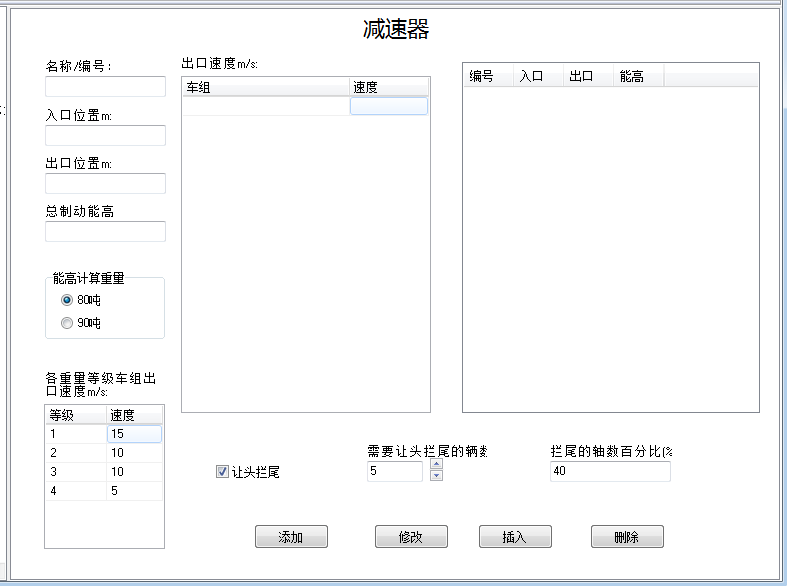 减速器
名称/编号:
入口位置m:
出口位置m:
总制动能高
能高计算重量
80吨
90吨
各重量等级车组出
口速度m/s:
等级 速度
1 15
2 10
3 10
4 5
出口速度m/s:
车组 速度
编号 入口 出口 能高
让头拦尾
需要让头拦尾的辆数
5
拦尾的轴数百分比(%
40
添加 修改 插入 删除